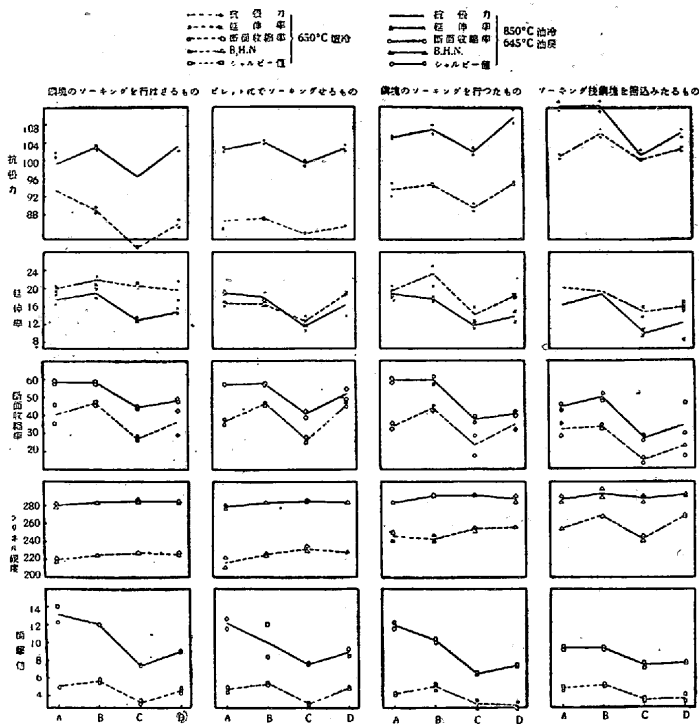 抗張力
延伸率
断面收縮率
B.H.N
シャルピー値
650°C 爐冷
抗張力
延伸率
断面收縮率
B.H.N.
シャルピー値
850°C 油冷
645°C 油戻
鋼塊のソーキングを行はざるもの
ビレット代でソーキングせるもの
鋼塊のソーキングを行つたもの
ソーキング後鋼塊を圍込みたるもの
抗張力
108
104
100
96
92
88
延伸率
24
20
16
12
8
断面收縮率
60
50
40
30
20
ブリネル硬度
280
260
240
220
200
衝撃値
14
12
10
8
6
4
A B C D
A B C D
A B C D
A B C D